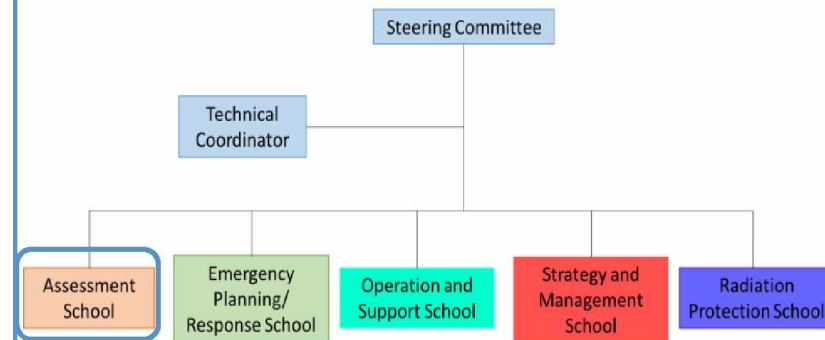 Steering Committee
Technical
Coordinator
Assessment
School
Emergency
Planning/
Response School
Operation and
Support School
Strategy and
Management
School
Radiation
Protection School